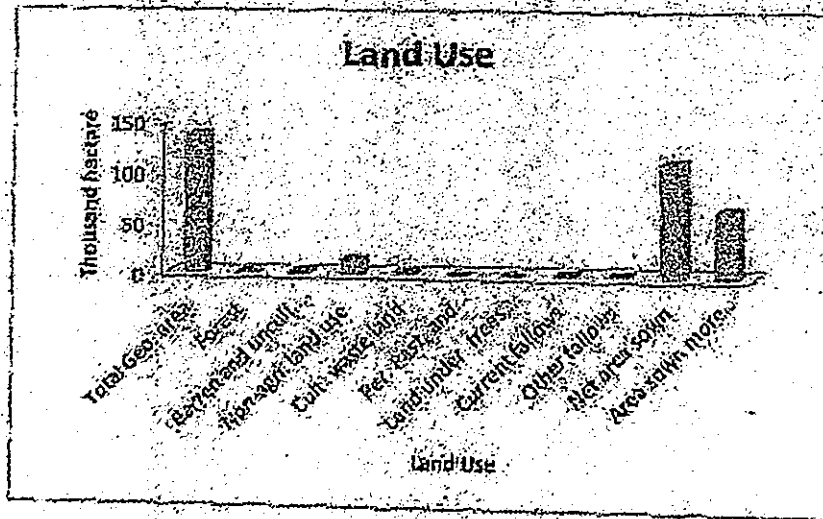 Land Use
Thousand hectare
150
100
50
0
Total Geo. area
Forest
Barren and Uncult...
Non-agri land use
Cult. waste land
Per. Past. and...
Land under trees...
Current fallows
Other fallows
Net area sown
Area sown more...
Land Use